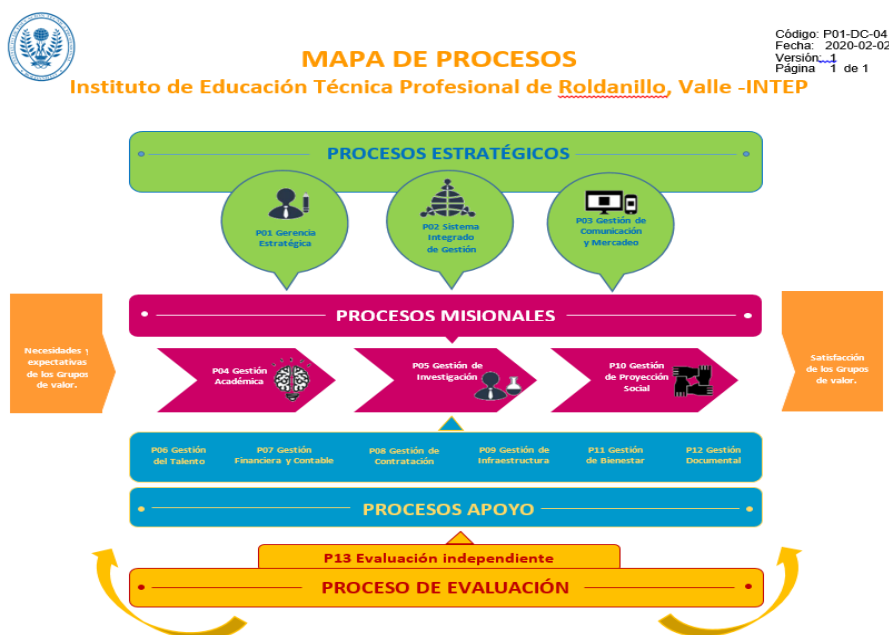 Código: P01-DC-04
Fecha: 2020-02-02
Versión: 1
Página 1 de 1
MAPA DE PROCESOS
Instituto de Educación Técnica Profesional de Roldanillo, Valle -INTEP
PROCESOS ESTRATÉGICOS
P01 Gerencia
Estratégica
P02 Sistema
Integrado
de Gestión
P03 Gestión de
Comunicación
y Mercadeo
PROCESOS MISIONALES
Necesidades y
expectativas
de los Grupos
de valor.
P04 Gestión
Académica
P05 Gestión de
Investigación
P10 Gestión
de Proyección
Social
Satisfacción
de los Grupos
de valor.
P06 Gestión
del Talento
P07 Gestión
Financiera y Contable
P08 Gestión de
Contratación
P09 Gestión de
Infraestructura
P11 Gestión
de Bienestar
P12 Gestión
Documental
PROCESOS APOYO
P13 Evaluación independiente
PROCESO DE EVALUACIÓN